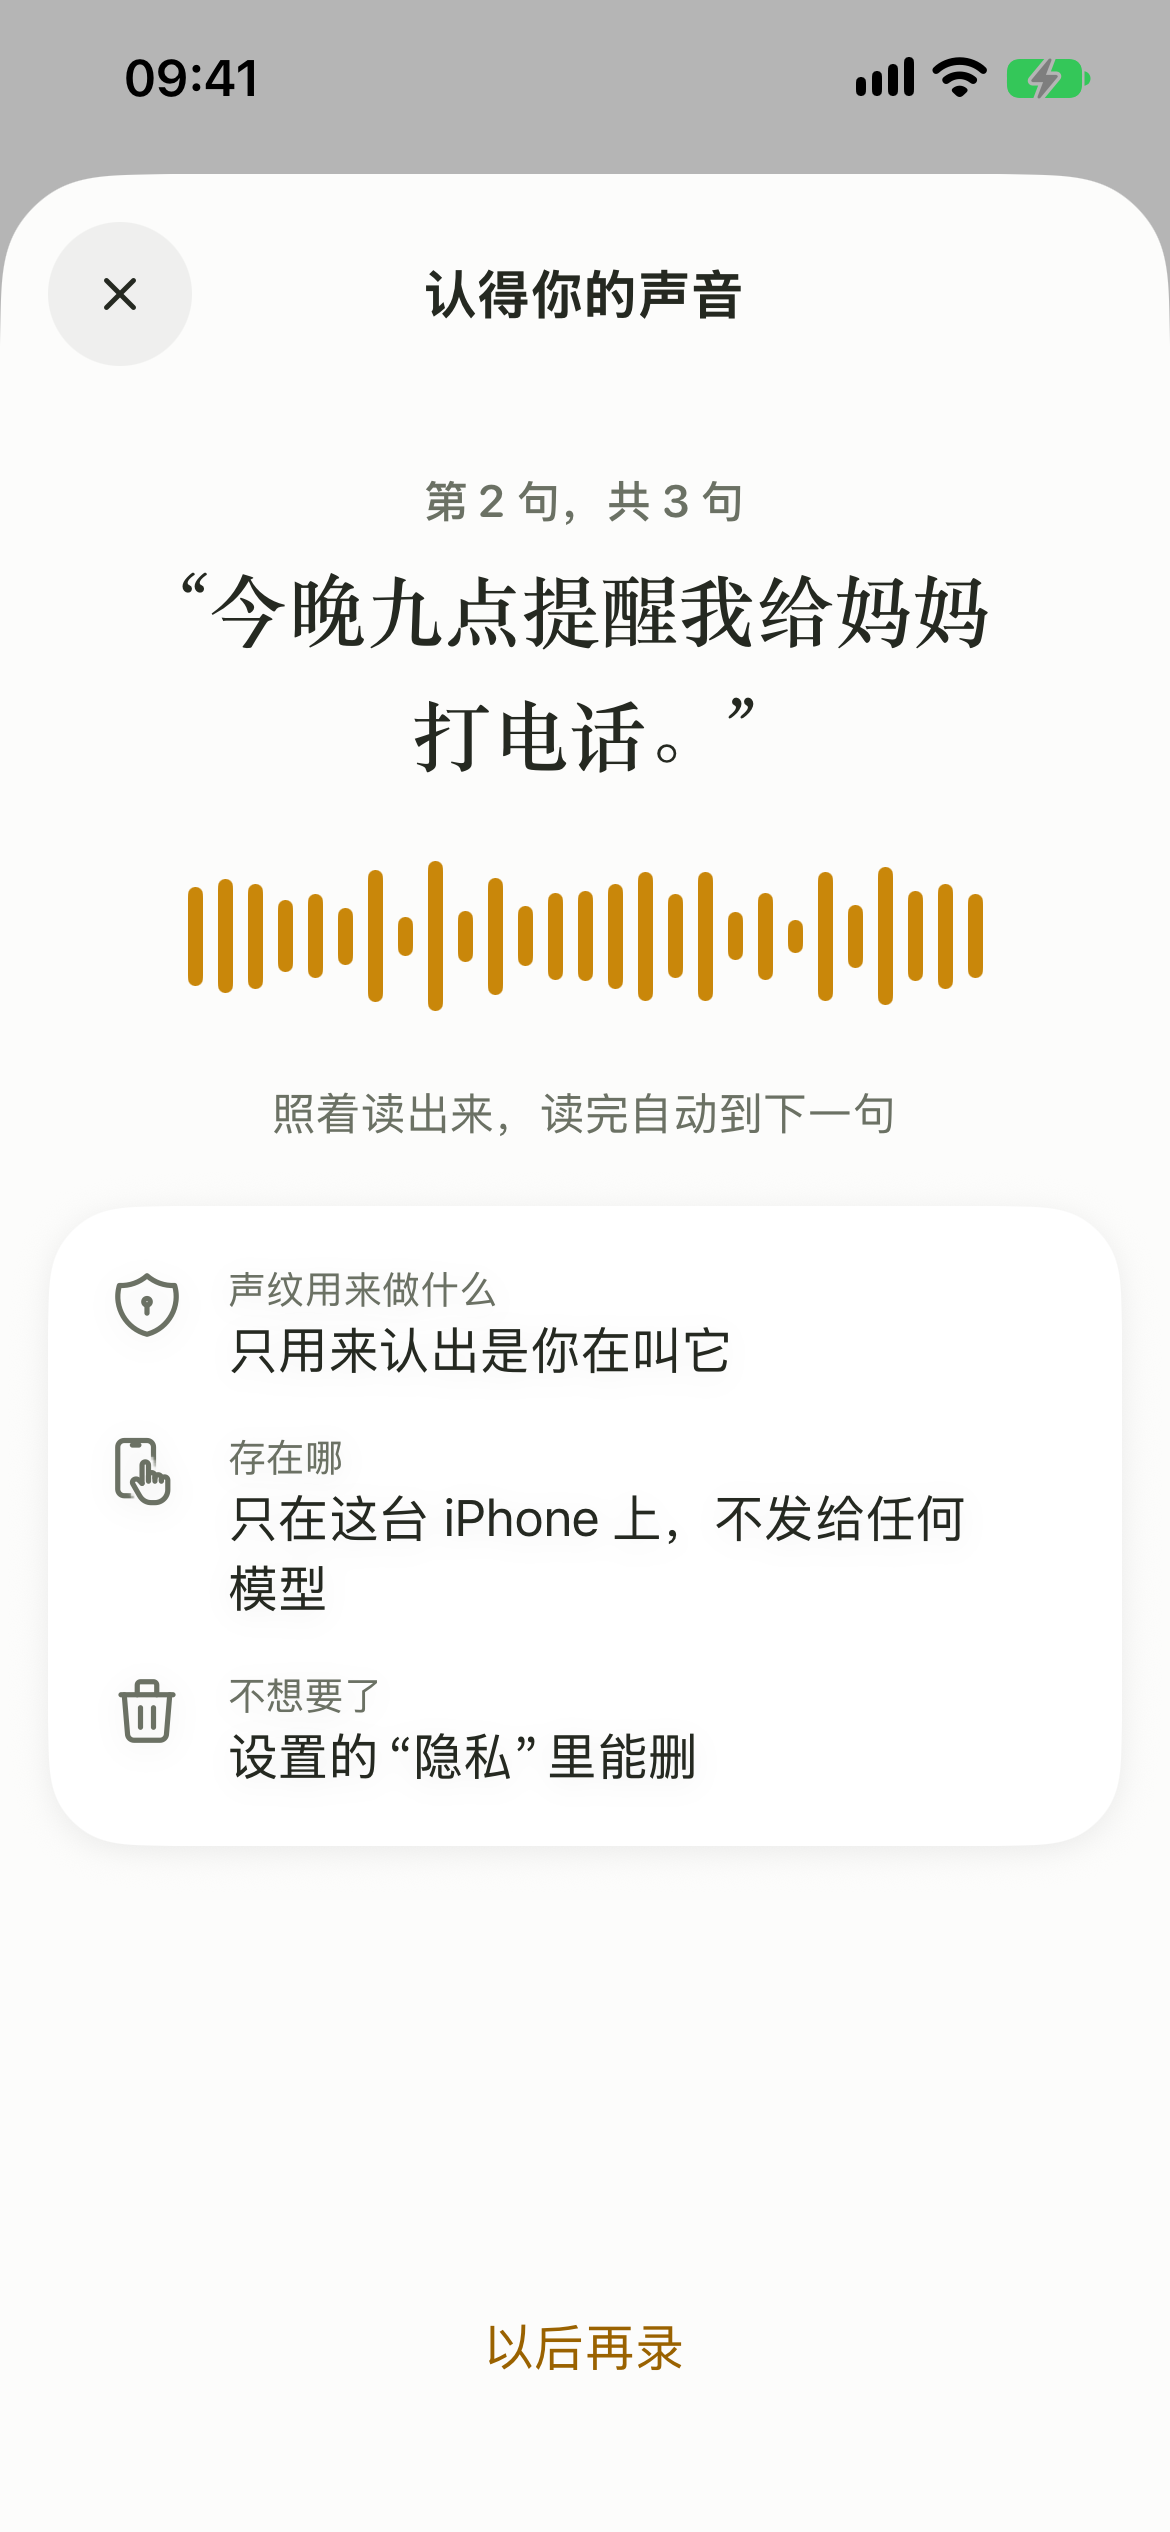 09:41
认得你的声音
第 2 句，共 3 句
“今晚九点提醒我给妈妈
打电话。”
照着读出来，读完自动到下一句
声纹用来做什么
只用来认出是你在叫它
存在哪
只在这台 iPhone 上，不发给任何
模型
不想要了
设置的 “隐私” 里能删
以后再录